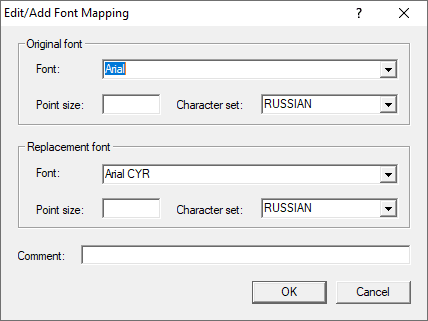 Edit/Add Font Mapping
Original font
Font: Arial
Point size: Character set: RUSSIAN
Replacement font
Font: Arial CYR
Point size: Character set: RUSSIAN
Comment:
OK Cancel